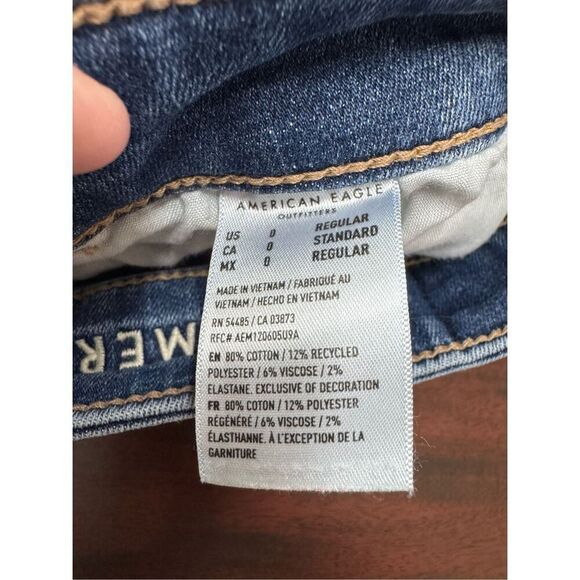 AMERICAN EAGLE
OUTFITTERS
US 0 REGULAR
CA 0 STANDARD
MX 0 REGULAR
MADE IN VIETNAM / FABRIQUÉ AU
VIETNAM / HECHO EN VIETNAM
RN 54485 / CA 03873
RFC# AEM120605U9A
EN 80% COTTON / 12% RECYCLED
POLYESTER / 6% VISCOSE / 2%
ELASTANE. EXCLUSIVE OF DECORATION
FR 80% COTON / 12% POLYESTER
RÉGÉNÉRÉ / 6% VISCOSE / 2%
ÉLASTHANNE. À L'EXCEPTION DE LA
GARNITURE
MER